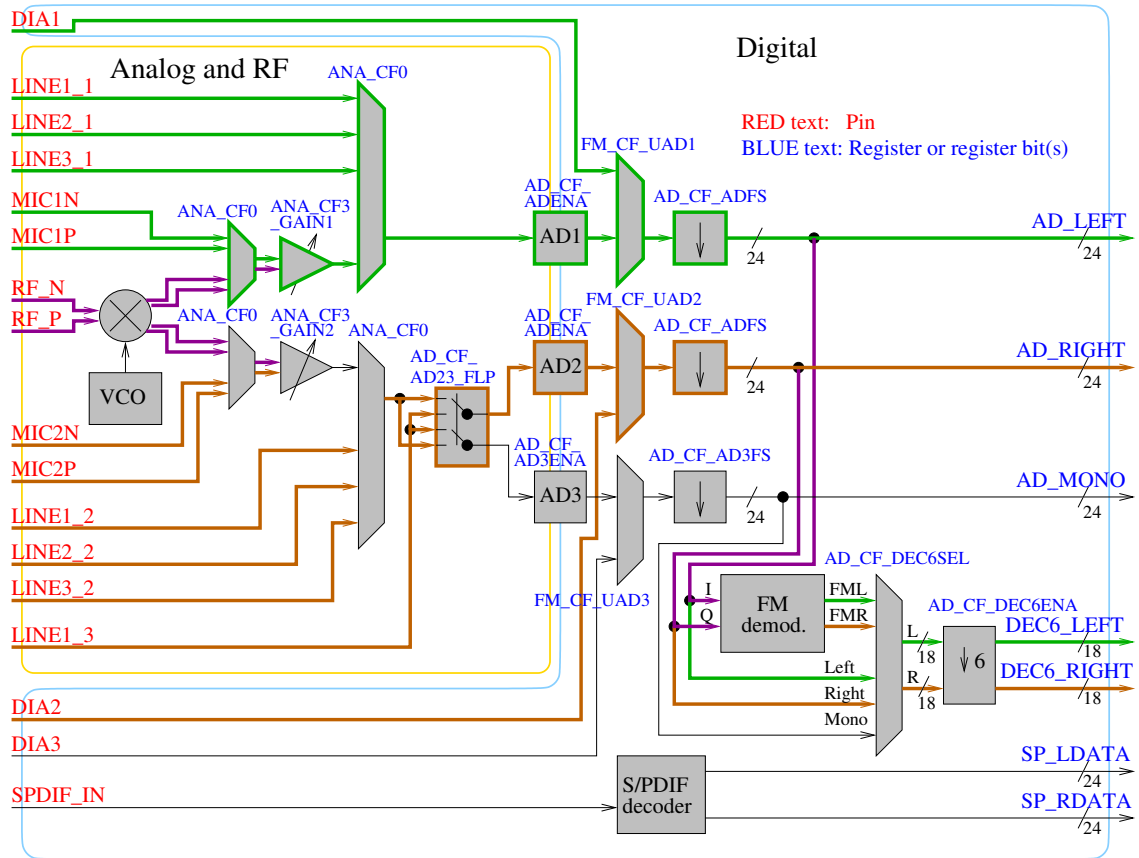 DIA1
Digital
Analog and RF
ANA_CF0
LINE1_1
LINE2_1
RED text: Pin
BLUE text: Register or register bit(s)
FM_CF_UAD1
LINE3_1
MIC1N
ANA_CF0
ANA_CF3
_GAIN1
AD_CF_
ADENA
AD_CF_ADFS
MIC1P
AD1
↓
24
AD_LEFT
24
RF_N
RF_P
ANA_CF0
ANA_CF3
_GAIN2
ANA_CF0
AD_CF_
ADENA
FM_CF_UAD2
AD_CF_ADFS
AD_CF_
AD23_FLP
AD2
↓
24
AD_RIGHT
24
VCO
MIC2N
MIC2P
AD_CF_
AD3ENA
AD_CF_AD3FS
AD3
↓
24
AD_MONO
24
LINE1_2
LINE2_2
LINE3_2
LINE1_3
FM_CF_UAD3
AD_CF_DEC6SEL
I
Q
FM
demod.
FML
FMR
AD_CF_DEC6ENA
L
18
↓ 6
DEC6_LEFT
18
Left
Right
Mono
R
18
DEC6_RIGHT
18
DIA2
DIA3
SPDIF_IN
S/PDIF
decoder
SP_LDATA
24
SP_RDATA
24